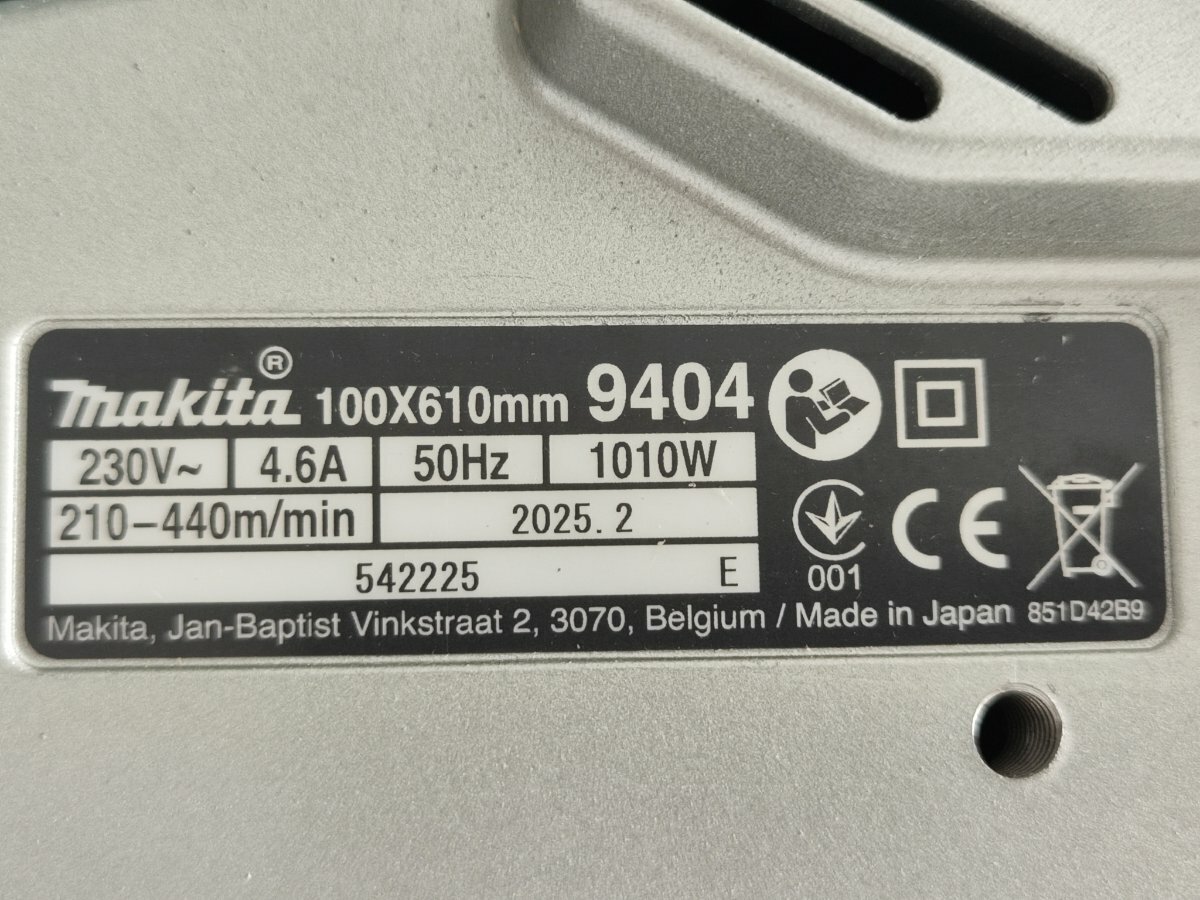 makita® 100X610mm 9404
230V~ 4.6A 50Hz 1010W
210-440m/min 2025. 2
542225 E
001
CE
Makita, Jan-Baptist Vinkstraat 2, 3070, Belgium / Made in Japan 851D42B9